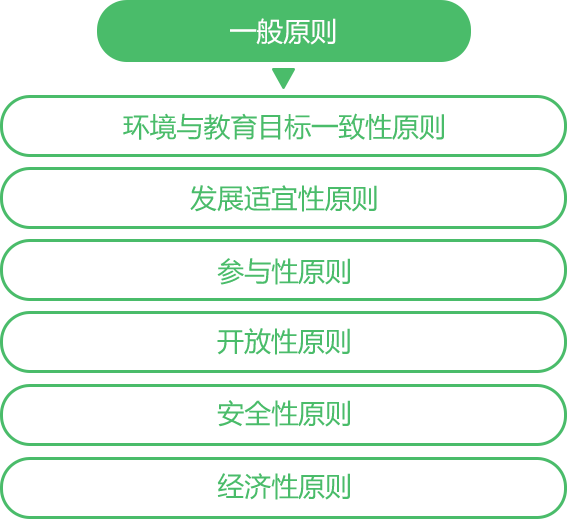 一般原则
环境与教育目标一致性原则
发展适宜性原则
参与性原则
开放性原则
安全性原则
经济性原则